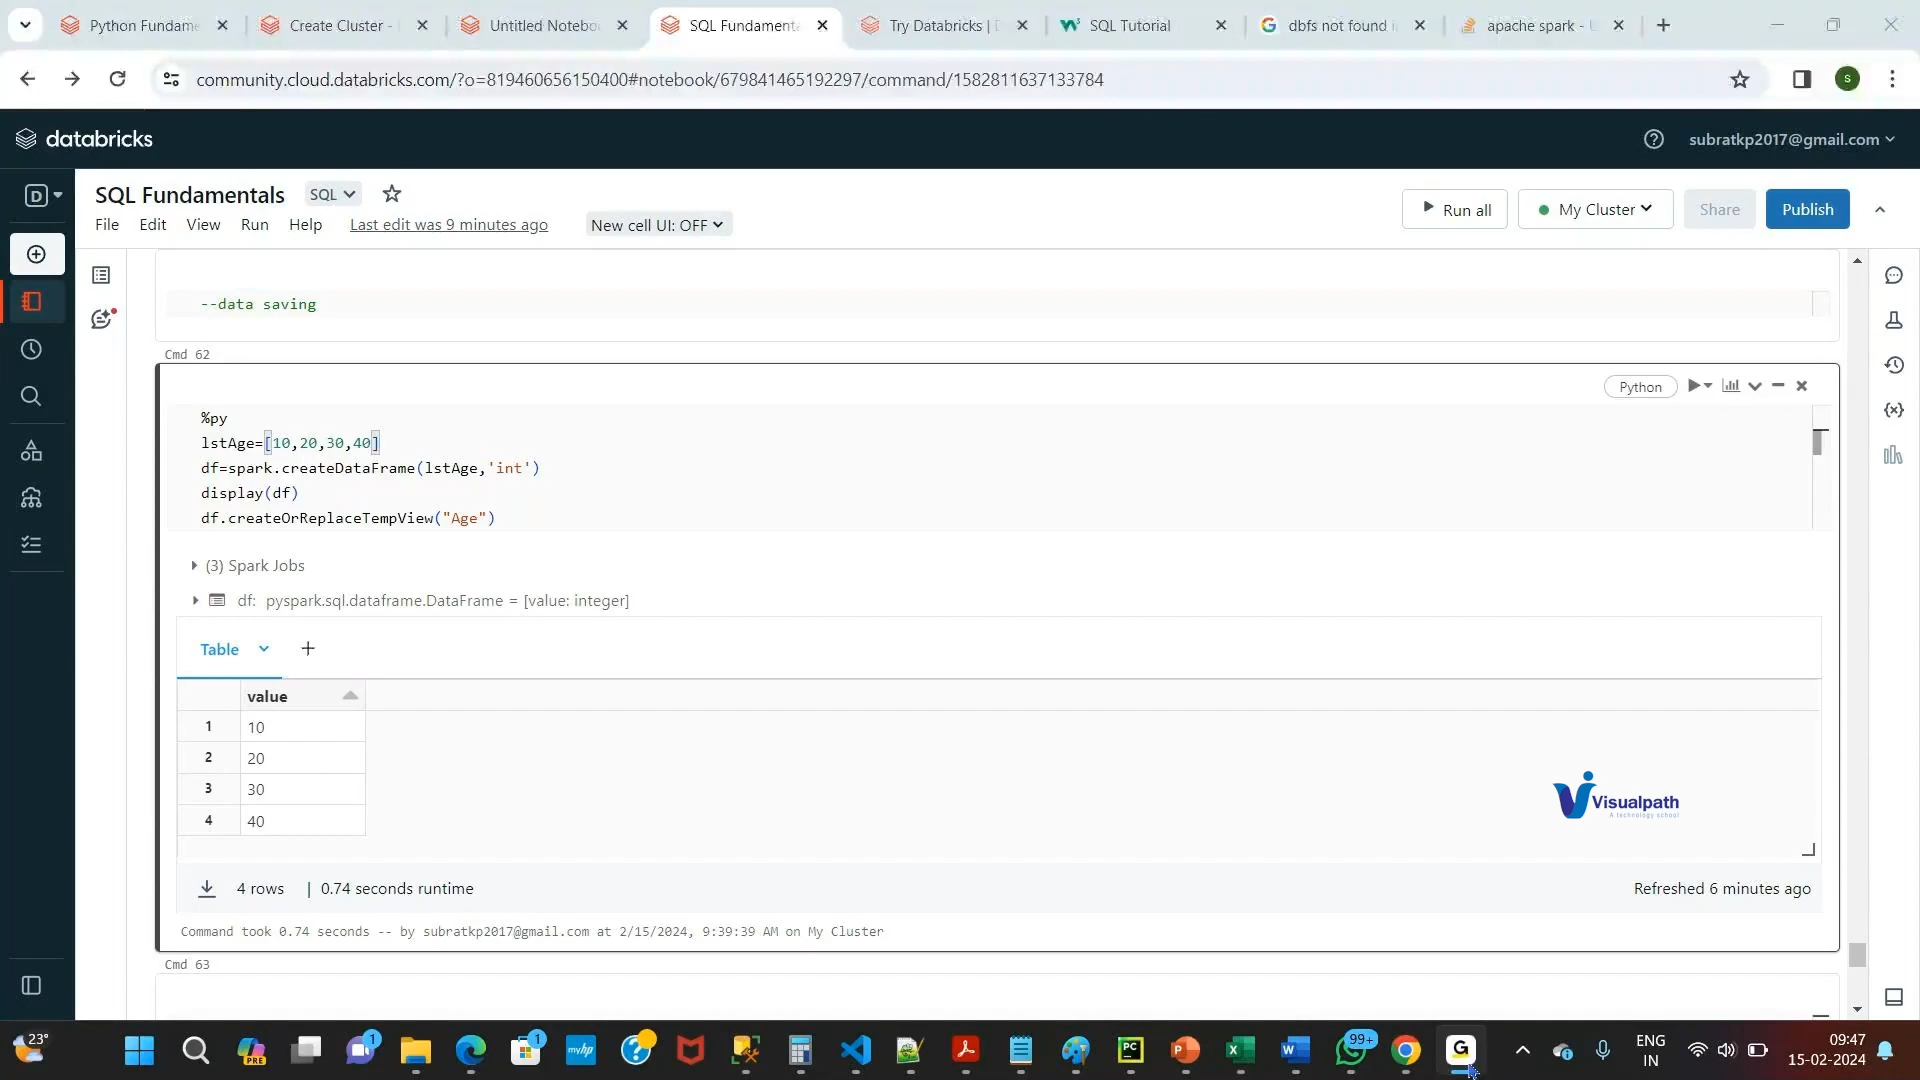 Python Fundame
Create Cluster -
Untitled Notebo
SQL Fundamenta
Try Databricks | D
SQL Tutorial
dbfs not found i
apache spark - U
community.cloud.databricks.com/?o=819460656150400#notebook/679841465192297/command/1582811637133784
S
databricks
subratkp2017@gmail.com
D
SQL Fundamentals
SQL
File
Edit
View
Run
Help
Last edit was 9 minutes ago
New cell UI: OFF
Run all
My Cluster
Share
Publish
--data saving
Cmd 62
Python
%py
lstAge=[10,20,30,40]
df=spark.createDataFrame(lstAge,'int')
display(df)
df.createOrReplaceTempView("Age")
(3) Spark Jobs
df: pyspark.sql.dataframe.DataFrame = [value: integer]
Table
+
value
1 10
2 20
3 30
4 40
Visualpath
A technology school
4 rows | 0.74 seconds runtime
Refreshed 6 minutes ago
Command took 0.74 seconds -- by subratkp2017@gmail.com at 2/15/2024, 9:39:39 AM on My Cluster
Cmd 63
23°
PRE
1
1
myhp
PC
P
X
W
99+
G
ENG
IN
09:47
15-02-2024